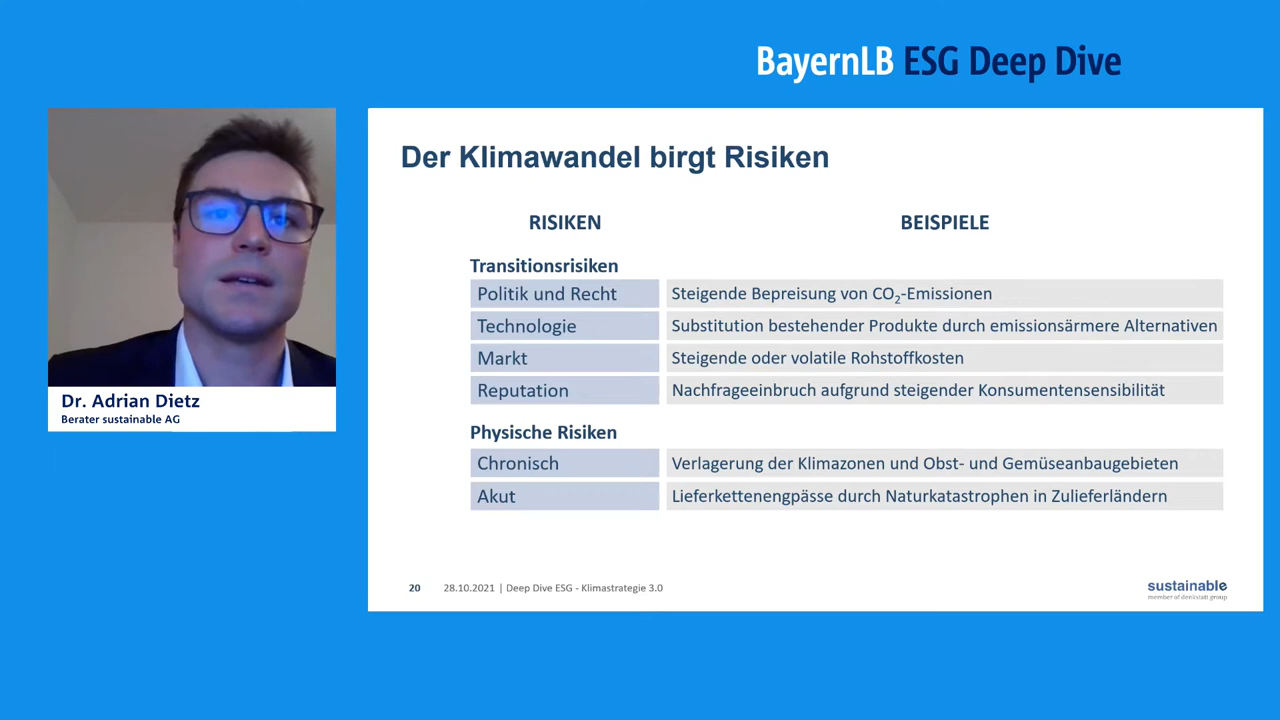 BayernLB ESG Deep Dive
Der Klimawandel birgt Risiken
RISIKEN BEISPIELE
Transitionsrisiken
Politik und Recht Steigende Bepreisung von CO₂-Emissionen
Technologie Substitution bestehender Produkte durch emissionsärmere Alternativen
Markt Steigende oder volatile Rohstoffkosten
Reputation Nachfrageeinbruch aufgrund steigender Konsumentensensibilität
Physische Risiken
Chronisch Verlagerung der Klimazonen und Obst- und Gemüseanbaugebieten
Akut Lieferkettenengpässe durch Naturkatastrophen in Zulieferländern
20 28.10.2021 | Deep Dive ESG - Klimastrategie 3.0
sustainable
member of denkstatt group
Dr. Adrian Dietz
Berater sustainable AG